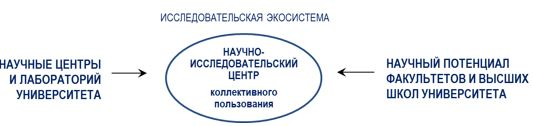 ИССЛЕДОВАТЕЛЬСКАЯ ЭКОСИСТЕМА
НАУЧНЫЕ ЦЕНТРЫ
И ЛАБОРАТОРИЙ
УНИВЕРСИТЕТА
НАУЧНО-
ИССЛЕДОВАТЕЛЬСКИЙ
ЦЕНТР
коллективного
пользования
НАУЧНЫЙ ПОТЕНЦИАЛ
ФАКУЛЬТЕТОВ И ВЫСШИХ
ШКОЛ УНИВЕРСИТЕТА